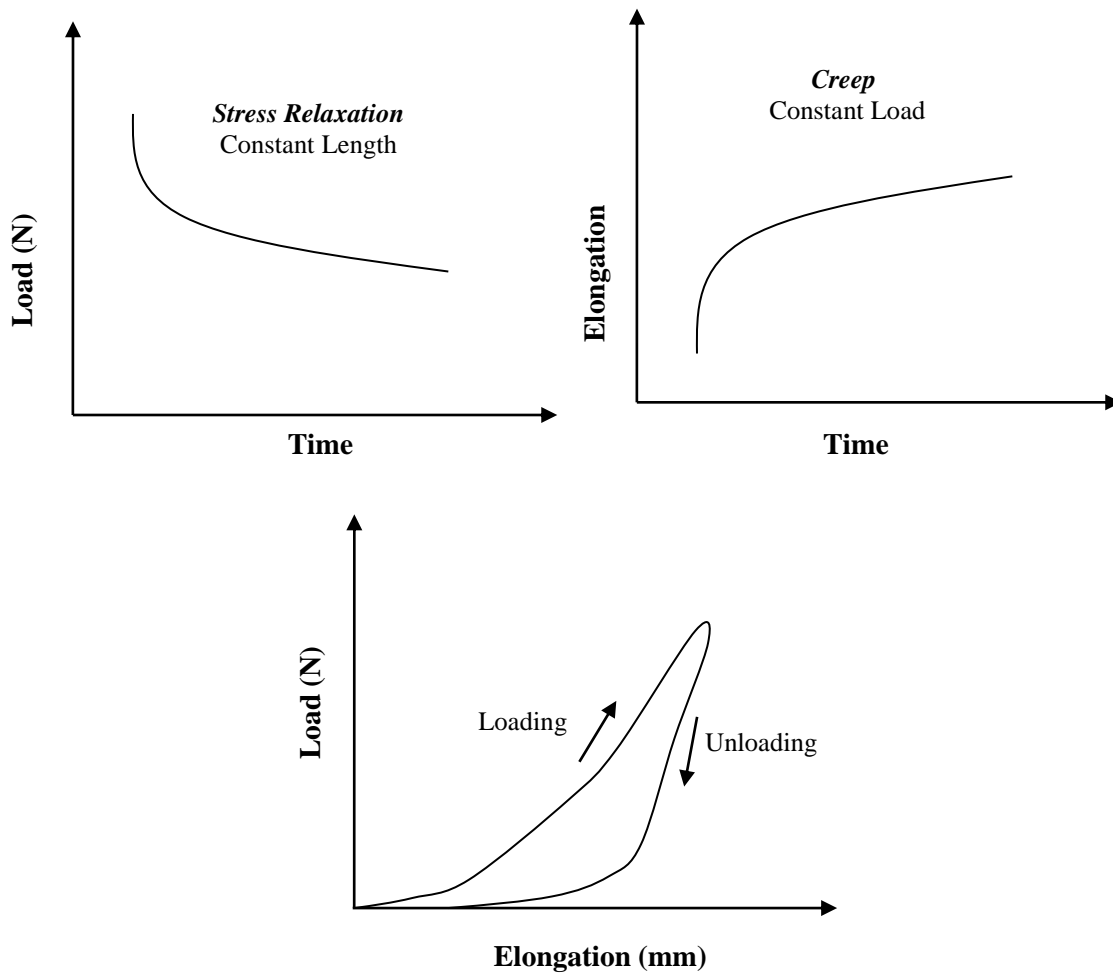 Stress Relaxation
Constant Length
Load (N)
Time
Creep
Constant Load
Elongation
Time
Load (N)
Loading
Unloading
Elongation (mm)